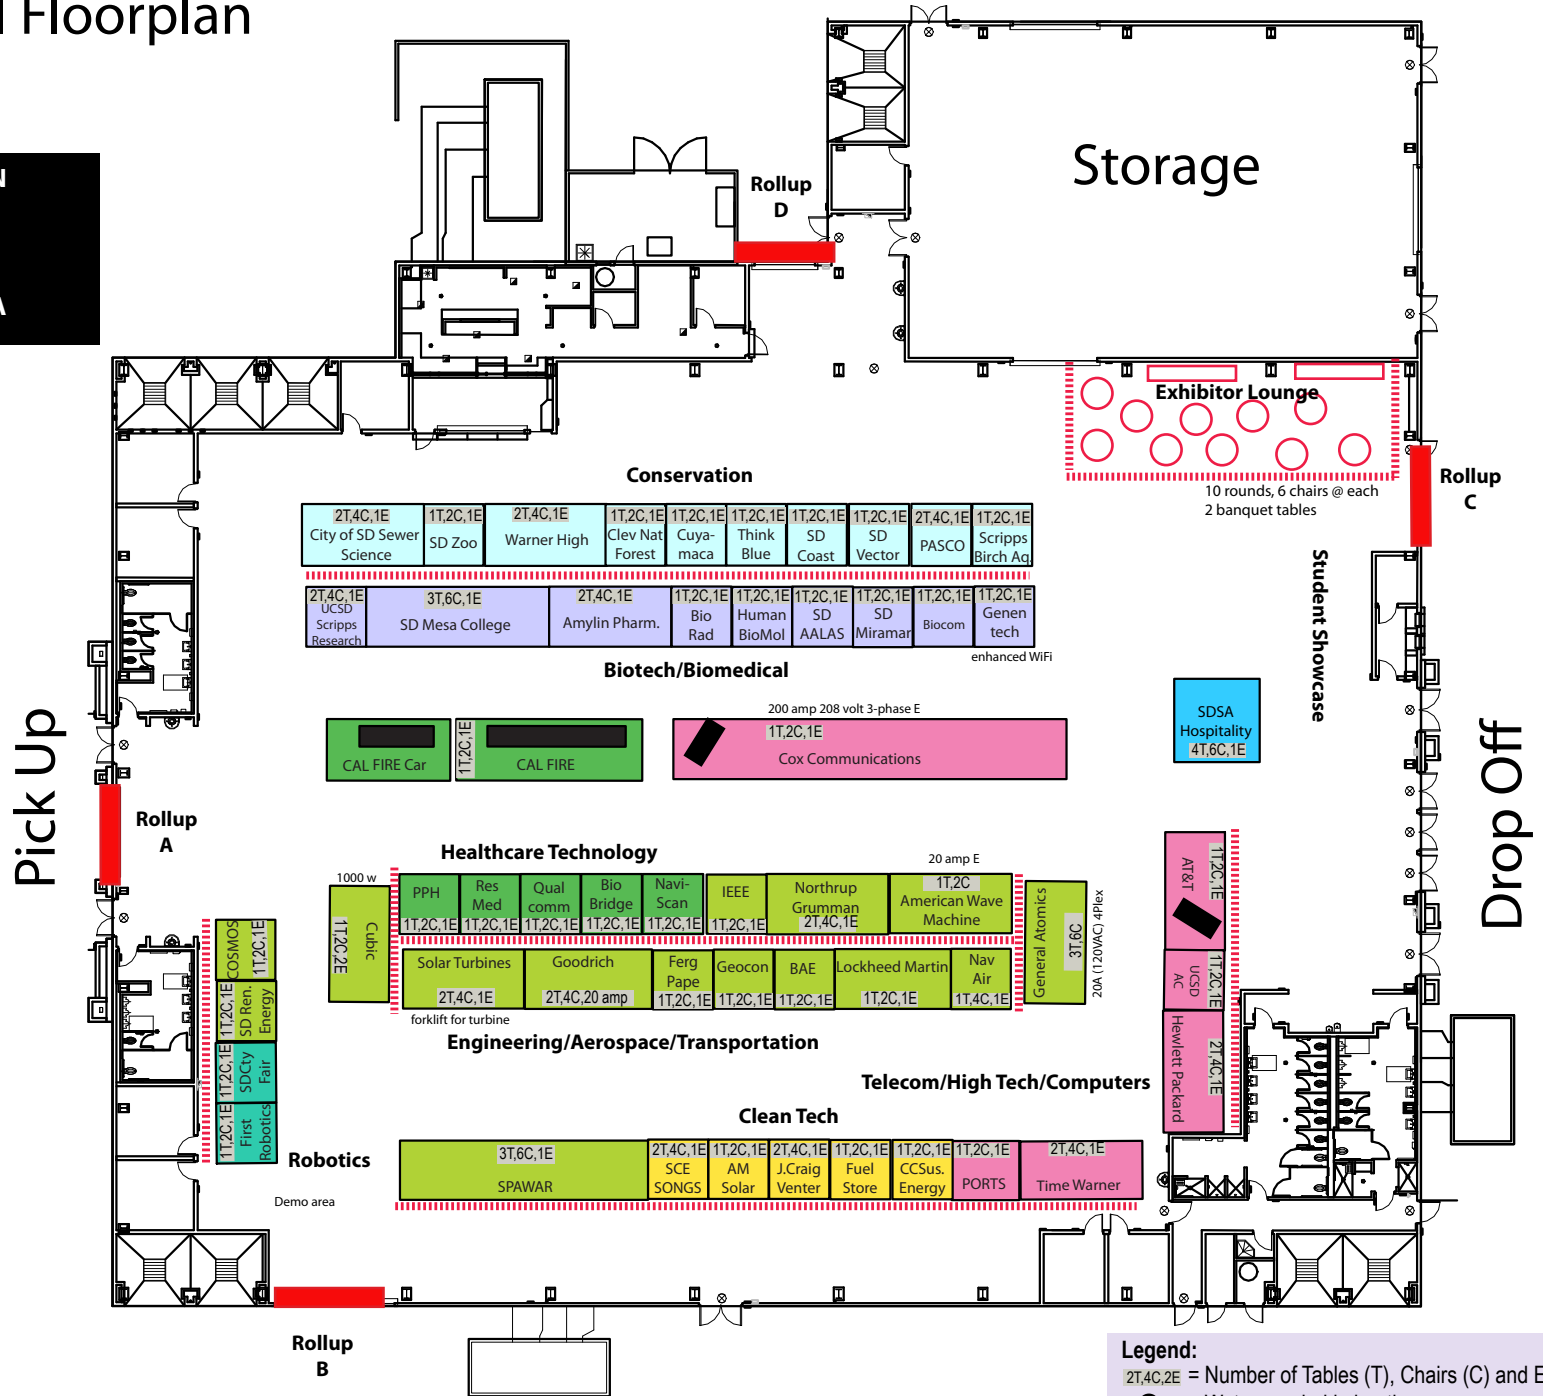 l Floorplan
N
A
Storage
Rollup
D
Exhibitor Lounge
10 rounds, 6 chairs @ each
2 banquet tables
Rollup
C
Student Showcase
Conservation
2T,4C,1E
City of SD Sewer
Science
1T,2C,1E
SD Zoo
2T,4C,1E
Warner High
1T,2C,1E
Clev Nat
Forest
1T,2C,1E
Cuya-
maca
1T,2C,1E
Think
Blue
1T,2C,1E
SD
Coast
1T,2C,1E
SD
Vector
2T,4C,1E
PASCO
1T,2C,1E
Scripps
Birch Aq
2T,4C,1E
UCSD
Scripps
Research
3T,6C,1E
SD Mesa College
2T,4C,1E
Amylin Pharm.
1T,2C,1E
Bio
Rad
1T,2C,1E
Human
BioMol
1T,2C,1E
SD
AALAS
1T,2C,1E
SD
Miramar
1T,2C,1E
Biocom
1T,2C,1E
Genen
tech
enhanced WiFi
Biotech/Biomedical
CAL FIRE Car
1T,2C,1E
CAL FIRE
200 amp 208 volt 3-phase E
1T,2C,1E
Cox Communications
SDSA
Hospitality
4T,6C,1E
Pick Up
Drop Off
Rollup
A
Healthcare Technology
1000 w
Cubic
1T,2C,2E
PPH
1T,2C,1E
Res
Med
1T,2C,1E
Qual
comm
1T,2C,1E
Bio
Bridge
1T,2C,1E
Navi-
Scan
1T,2C,1E
IEEE
1T,2C,1E
Northrup
Grumman
2T,4C,1E
20 amp E
1T,2C
American Wave
Machine
General Atomics
3T,6C
20A (120VAC) 4Plex
Solar Turbines
2T,4C,1E
forklift for turbine
Goodrich
2T,4C,20 amp
Ferg
Pape
1T,2C,1E
Geocon
1T,2C,1E
BAE
1T,2C,1E
Lockheed Martin
1T,2C,1E
Nav
Air
1T,4C,1E
Engineering/Aerospace/Transportation
AT&T
1T,2C,1E
UCSD
AC
1T,2C,1E
Hewlett Packard
2T,4C,1E
Telecom/High Tech/Computers
COSMOS
1T,2C,1E
1T,2C,1E
SD Ren.
Energy
1T,2C,1E
SDCty
Fair
1T,2C,1E
First
Robotics
Robotics
Demo area
Clean Tech
3T,6C,1E
SPAWAR
2T,4C,1E
SCE
SONGS
1T,2C,1E
AM
Solar
2T,4C,1E
J.Craig
Venter
1T,2C,1E
Fuel
Store
1T,2C,1E
CCSus.
Energy
1T,2C,1E
PORTS
2T,4C,1E
Time Warner
Rollup
B
Legend:
2T,4C,2E = Number of Tables (T), Chairs (C) and E